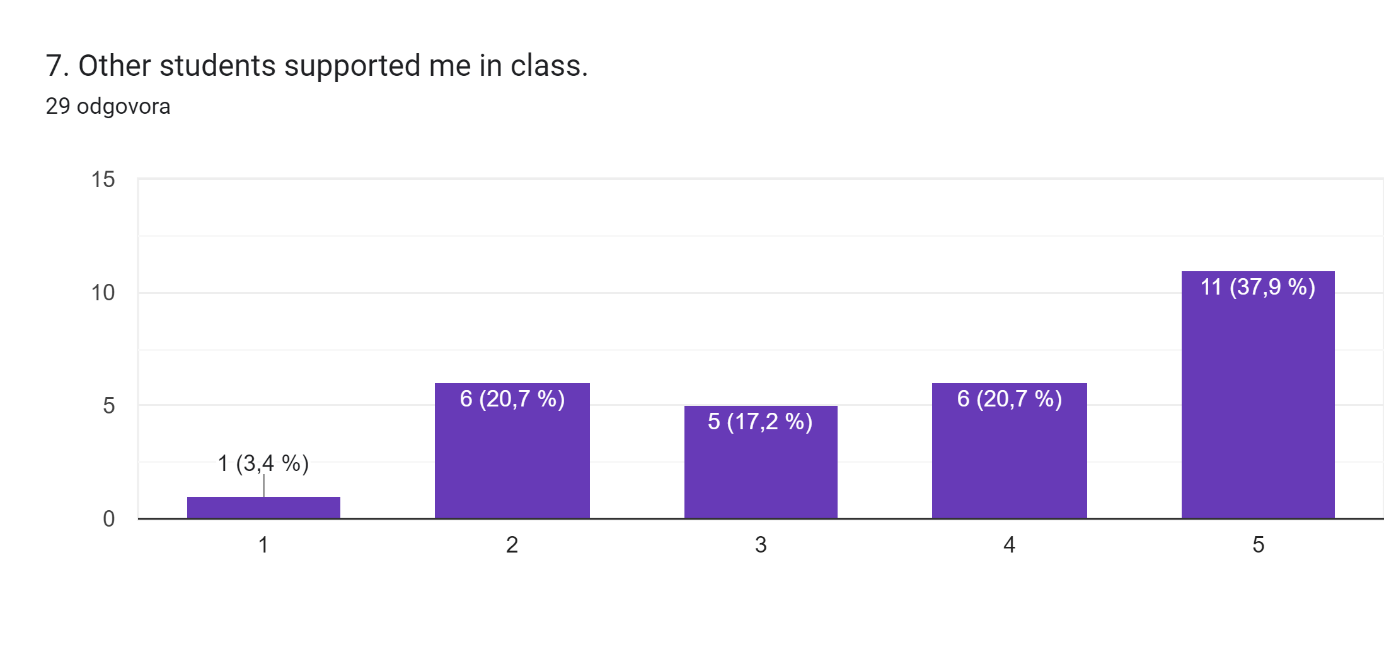 7. Other students supported me in class.
29 odgovora
15
10
5
0
1 (3,4 %)
6 (20,7 %)
5 (17,2 %)
6 (20,7 %)
11 (37,9 %)
1
2
3
4
5